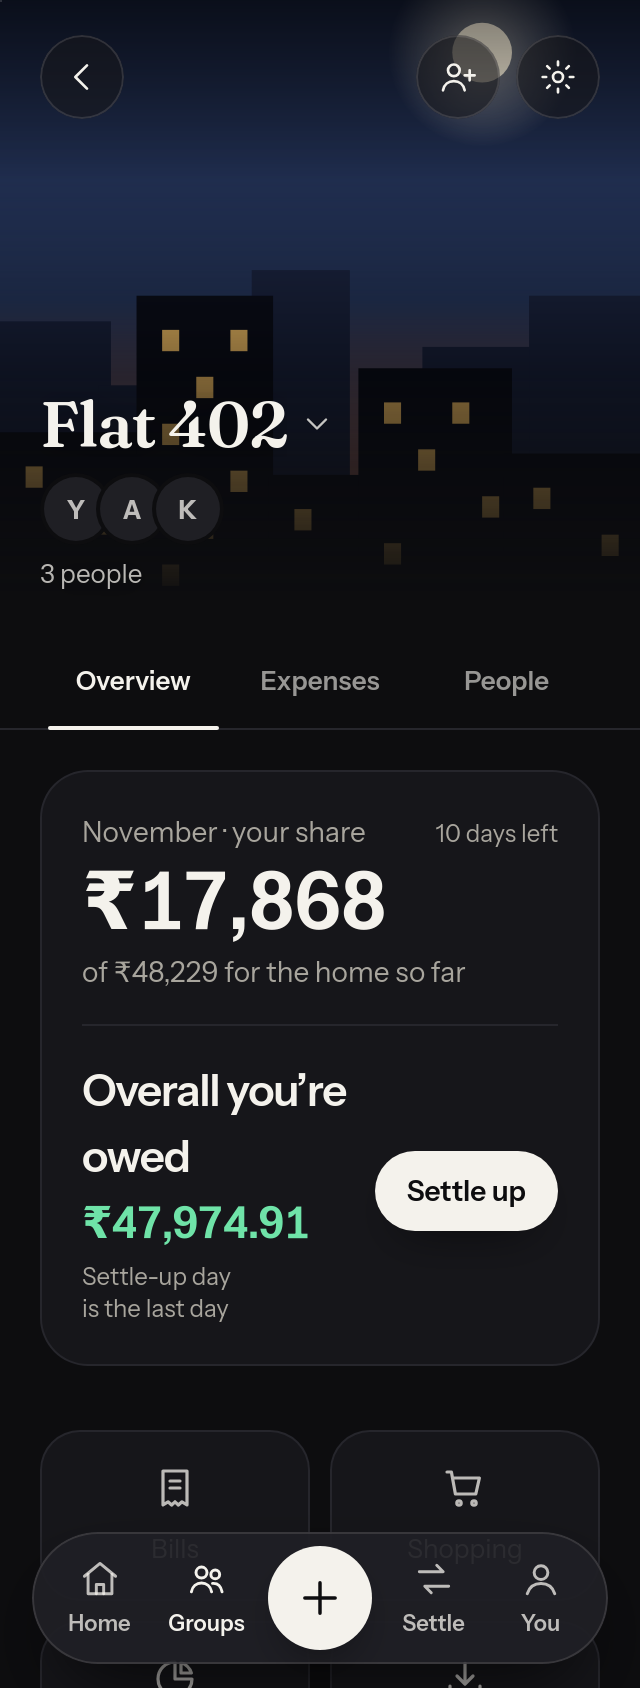 Flat 402
Y A K
3 people
Overview Expenses People
November · your share 10 days left
₹17,868
of ₹48,229 for the home so far
Overall you’re
owed
₹47,974.91
Settle up
Settle-up day
is the last day
Bills Shopping
Home Groups Settle You